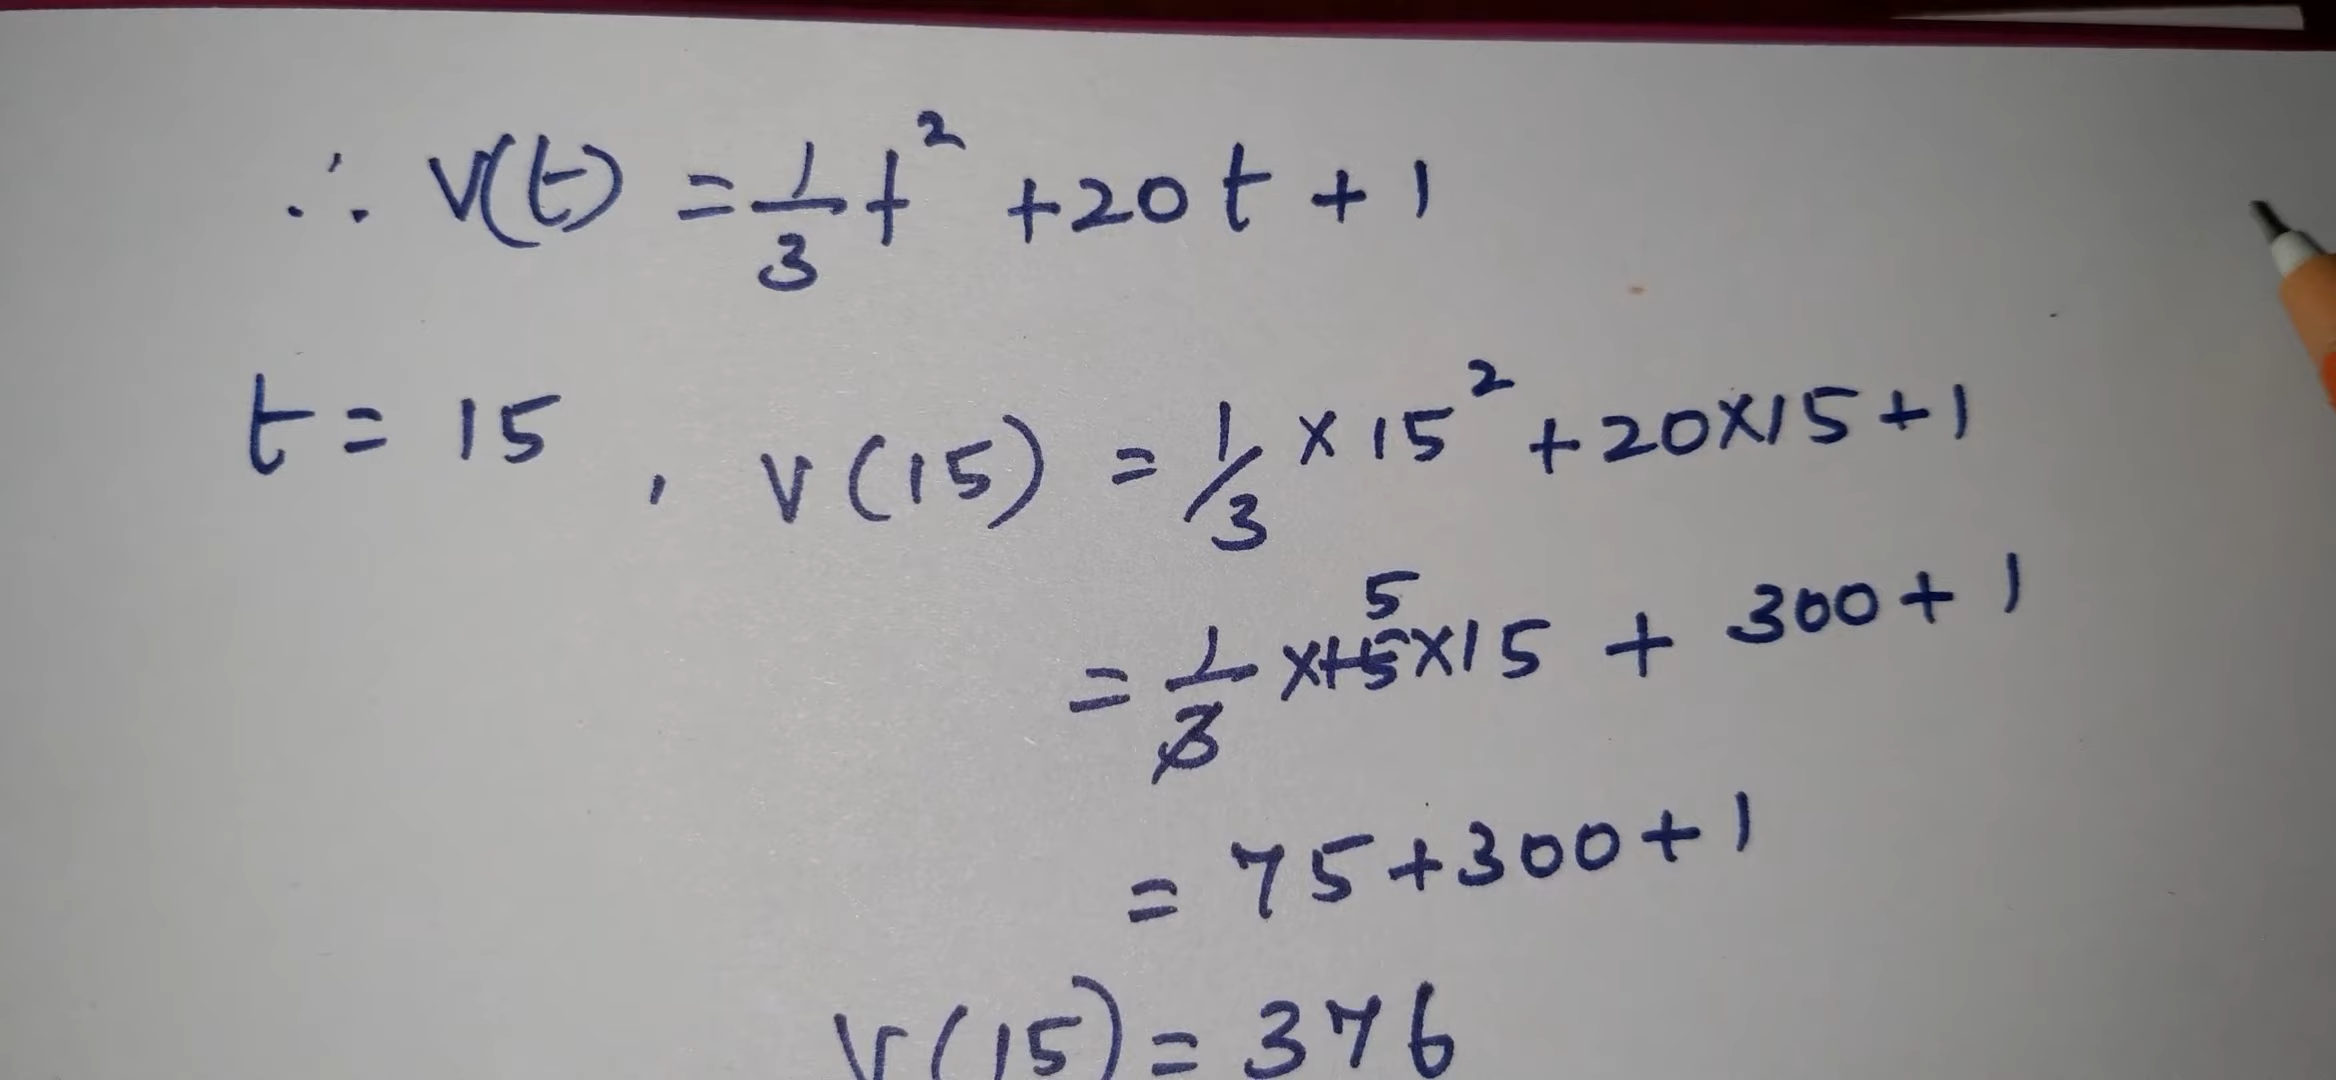 ∴ V(t) = 1/3 t² + 20t + 1
t = 15, V(15) = 1/3 × 15² + 20×15+1
= 1/3 × 15 5 × 15 + 300 + 1
= 75+300+1
V(15) = 376